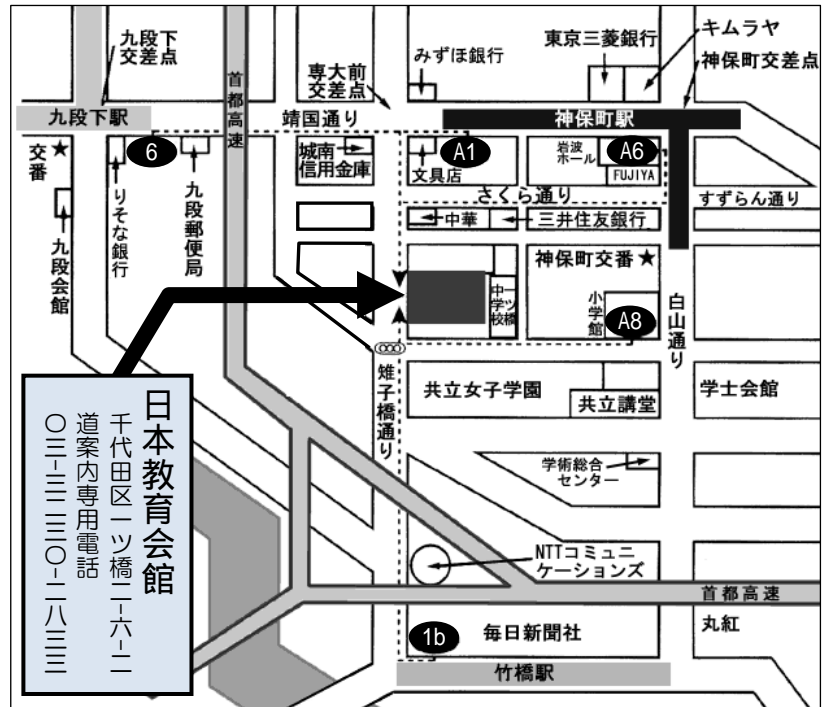 九段下
交差点
首都高速
専大前
交差点
みずほ銀行
東京三菱銀行
キムラヤ
神保町交差点
九段下駅
靖国通り
神保町駅
交番★
6
城南
信用金庫
文具店
A1
岩波
ホール
A6
FUJIYA
りそな銀行
九段郵便局
九段会館
さくら通り
すずらん通り
中華
三井住友銀行
神保町交番★
一ツ橋
中学校
小学館
A8
白山通り
雉子橋通り
共立女子学園
共立講堂
学士会館
学術総合
センター
NTTコミュニ
ケーションズ
首都高速
1b
毎日新聞社
丸紅
竹橋駅
日本教育会館
千代田区一ツ橋二-六-二
道案内専用電話
〇三-三二三〇-二八三三